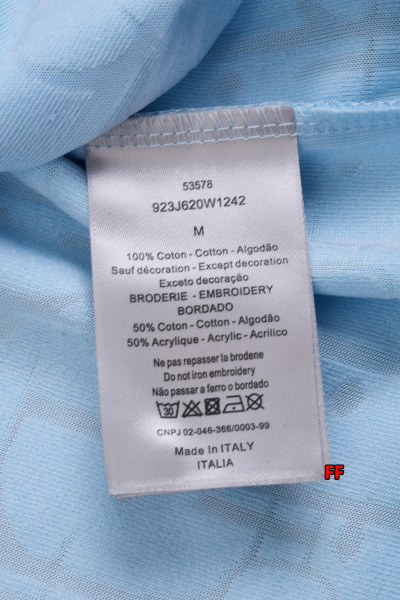 53578
923J620W1242
M
100% Coton - Cotton - Algodão
Sauf décoration - Except decoration
Exceto decoração
BRODERIE - EMBROIDERY
BORDADO
50% Coton - Cotton - Algodão
50% Acrylique - Acrylic - Acrilico
Ne pas repasser la brodene
Do not iron embroidery
Não passar a ferro o bordado
30
CNPJ 02-046-366/0003-99
Made in ITALY
ITALIA
FF